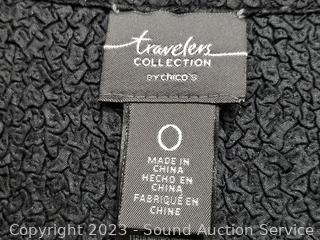 travelers
COLLECTION
BY CHICO'S
0
MADE IN
CHINA
HECHO EN
CHINA
FABRIQUÉ EN
CHINE
Copyright 2023 - Sound Auction Service